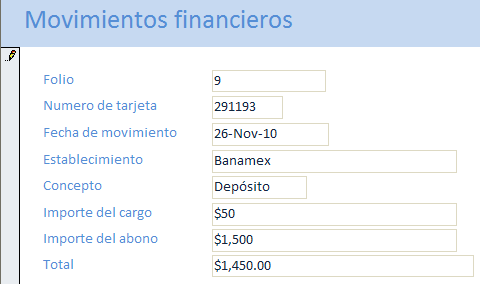 Movimientos financieros
Folio 9
Numero de tarjeta 291193
Fecha de movimiento 26-Nov-10
Establecimiento Banamex
Concepto Depósito
Importe del cargo $50
Importe del abono $1,500
Total $1,450.00